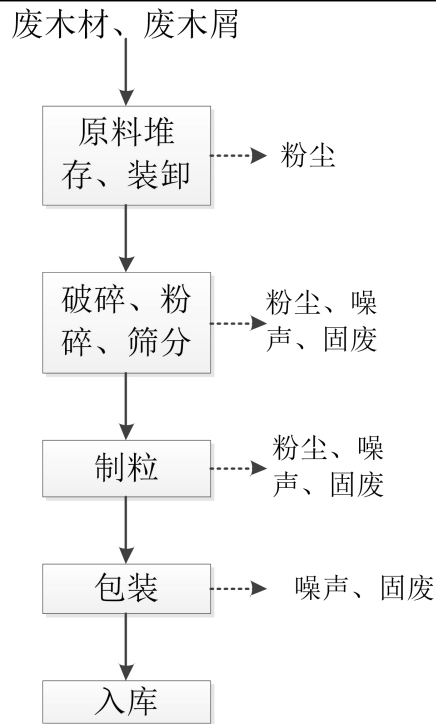 废木材、废木屑
原料堆
存、装卸
粉尘
破碎、粉
碎、筛分
粉尘、噪
声、固废
制粒
粉尘、噪
声、固废
包装
噪声、固废
入库